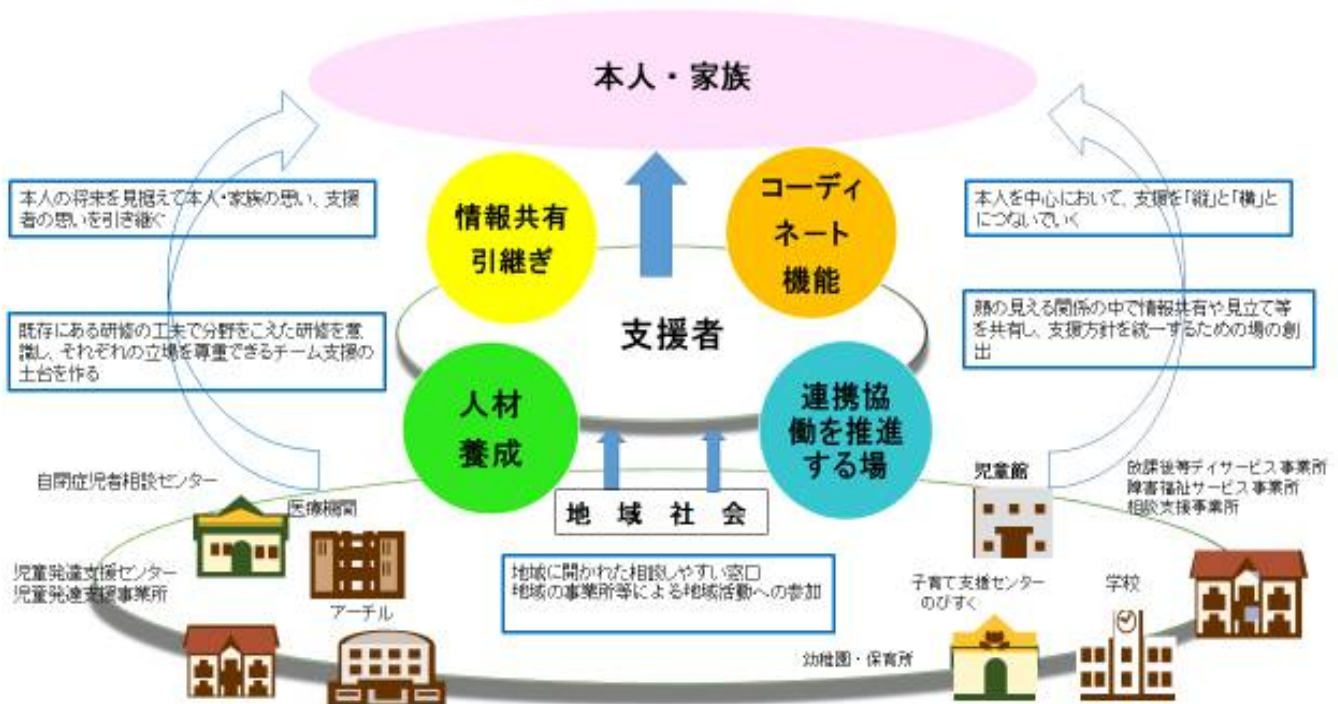 本人・家族
情報共有
引継ぎ
コーディ
ネート
機能
本人の将来を見据えて本人・家族の思い、支援
者の思いを引き継ぐ
本人を中心において、支援を「縦」と「横」と
につないでいく
支援者
既存にある研修の工夫で分野をこえた研修を意
識し、それぞれの立場を尊重できるチーム支援の
土台を作る
顔の見える関係の中で情報共有や見立て等
を共有し、支援方針を統一するための場の創
出
人材
養成
連携協
働を推進
する場
自閉症児者相談センター
医療機関
地域社会
児童館
放課後等デイサービス事業所
障害福祉サービス事業所
相談支援事業所
児童発達支援センター
児童発達支援事業所
アーチル
地域に開かれた相談しやすい窓口
地域の事業所等による地域活動への参加
子育て支援センター
のびすく
学校
幼稚園・保育所